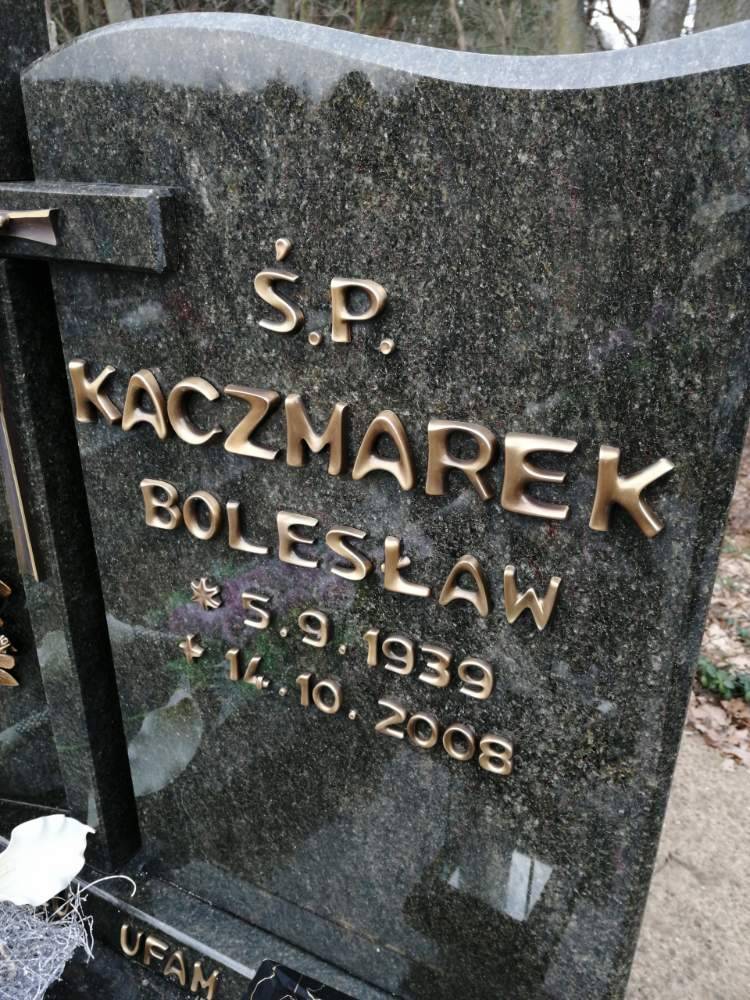 Ś.P.
KACZMAREK
BOLESŁAW
* 5.9.1939
+ 14.10.2008
UFAM